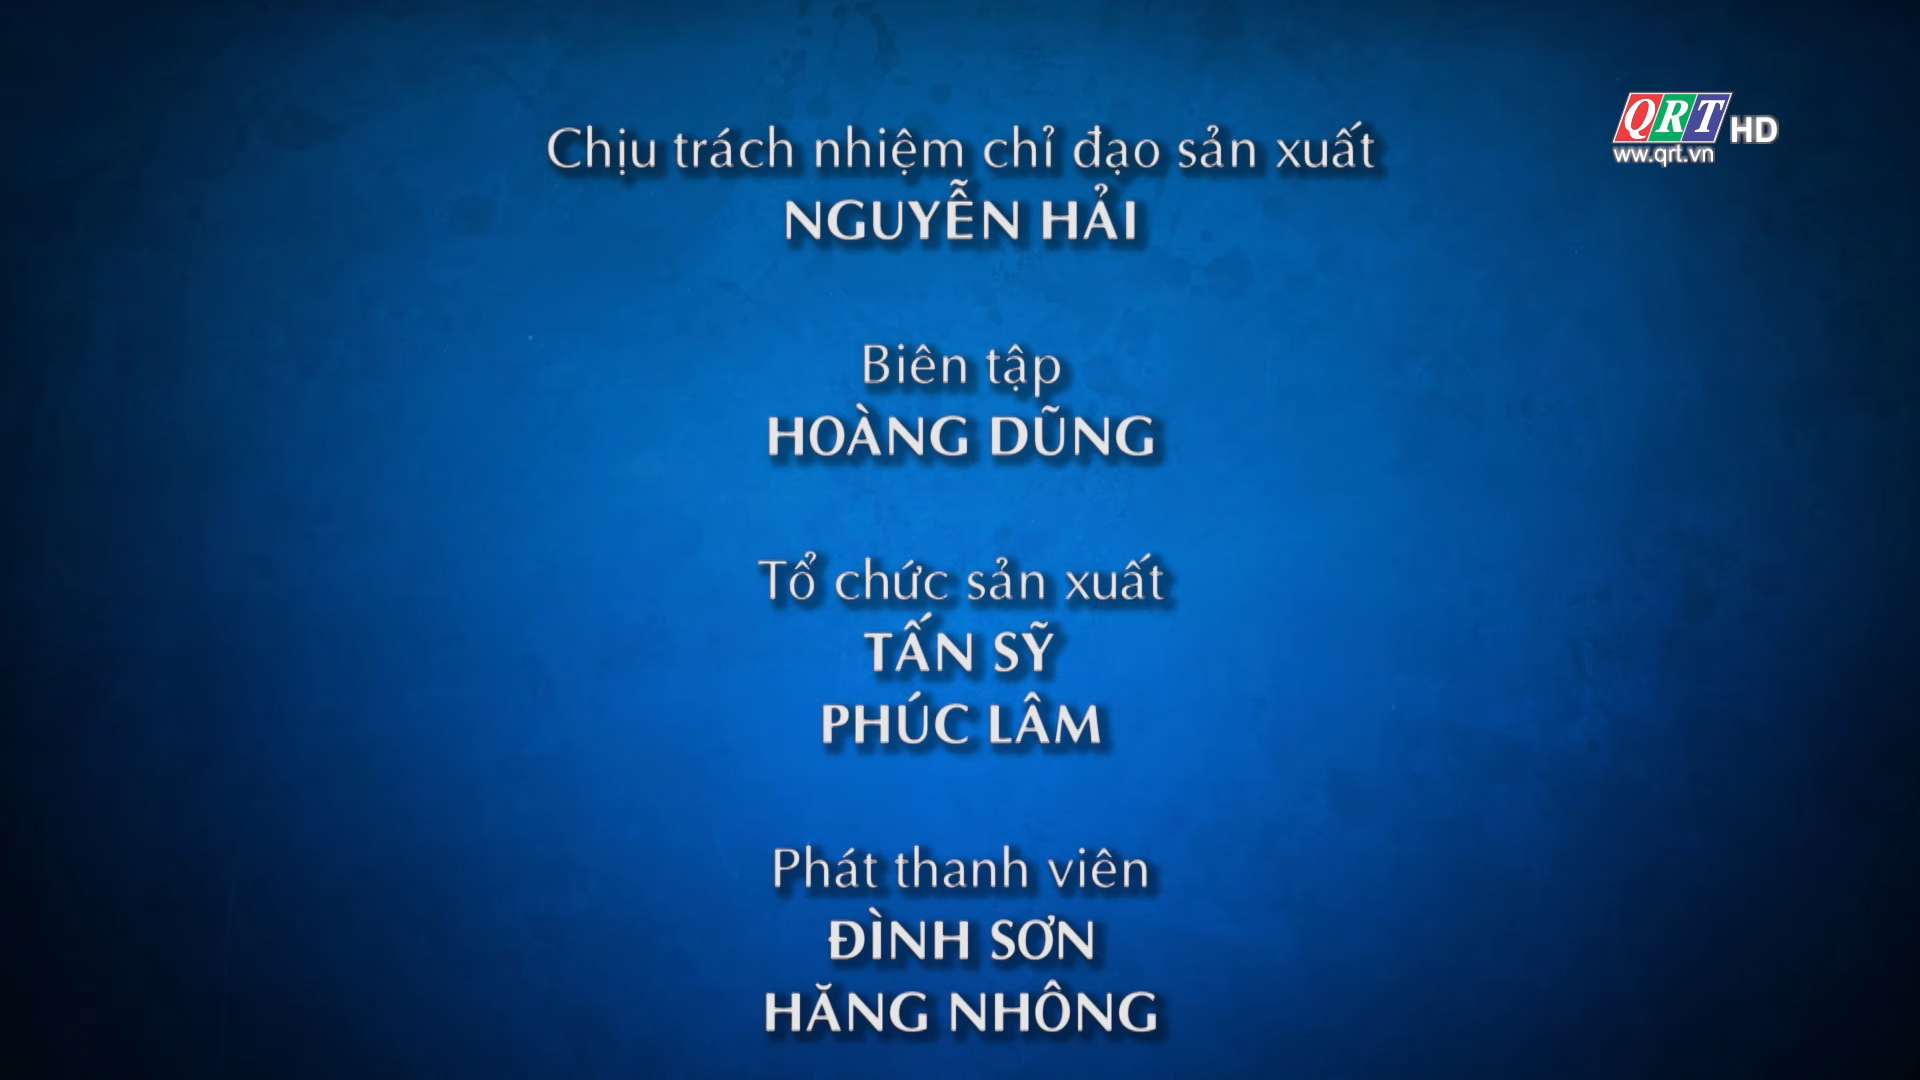 QRT HD
ww.qrt.vn
Chịu trách nhiệm chỉ đạo sản xuất
NGUYỄN HẢI
Biên tập
HOÀNG DŨNG
Tổ chức sản xuất
TẤN SỸ
PHÚC LÂM
Phát thanh viên
ĐÌNH SƠN
HĂNG NHÔNG